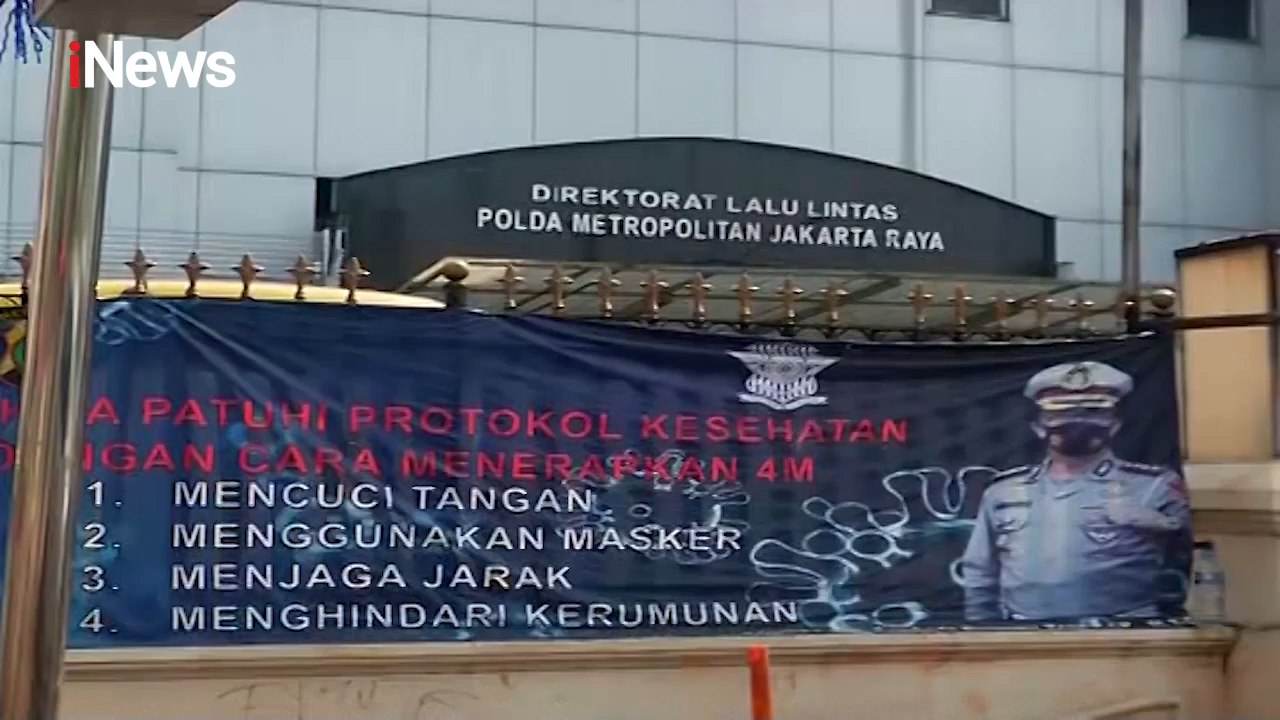 iNews
DIREKTORAT LALU LINTAS
POLDA METROPOLITAN JAKARTA RAYA
PATUHI PROTOKOL KESEHATAN
CARA MENERAPKAN 4M
1. MENCUCI TANGAN
2. MENGGUNAKAN MASKER
3. MENJAGA JARAK
4. MENGHINDARI KERUMUNAN